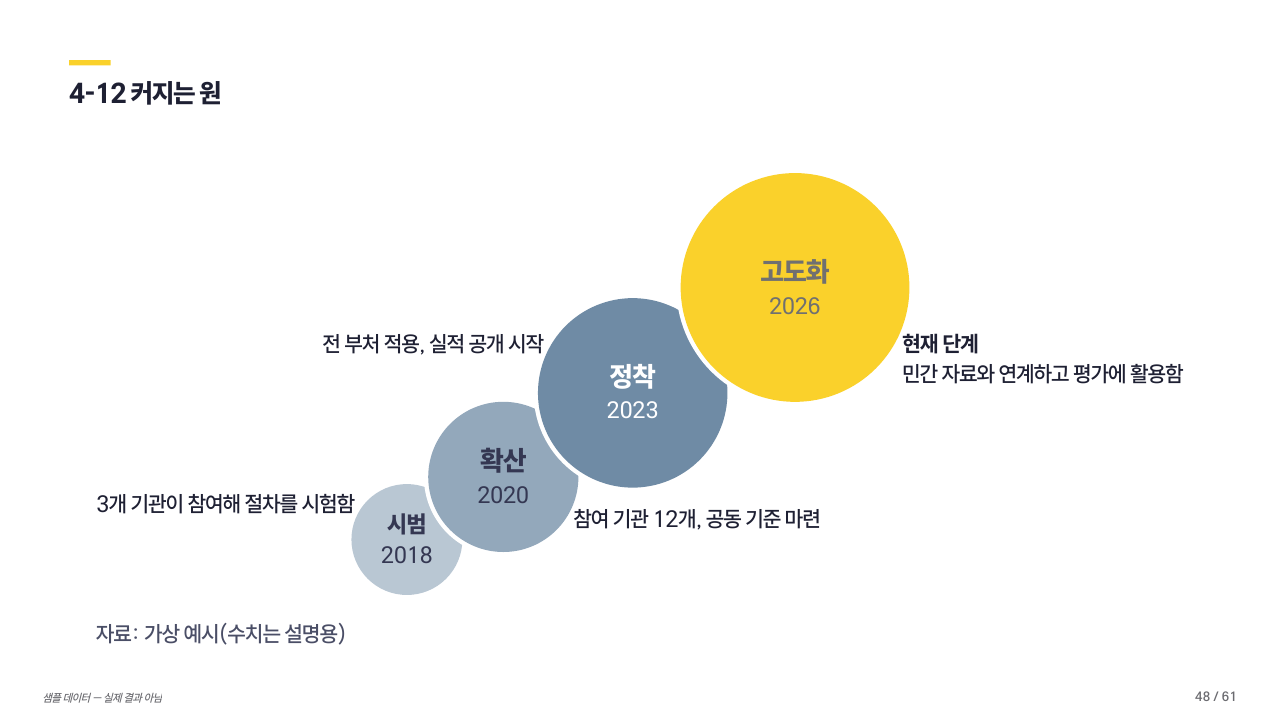 4-12 커지는 원
고도화
2026
현재 단계
민간 자료와 연계하고 평가에 활용함
전 부처 적용, 실적 공개 시작
정착
2023
확산
2020
참여 기관 12개, 공동 기준 마련
3개 기관이 참여해 절차를 시험함
시범
2018
자료: 가상 예시(수치는 설명용)
샘플 데이터 – 실제 결과 아님
48 / 61